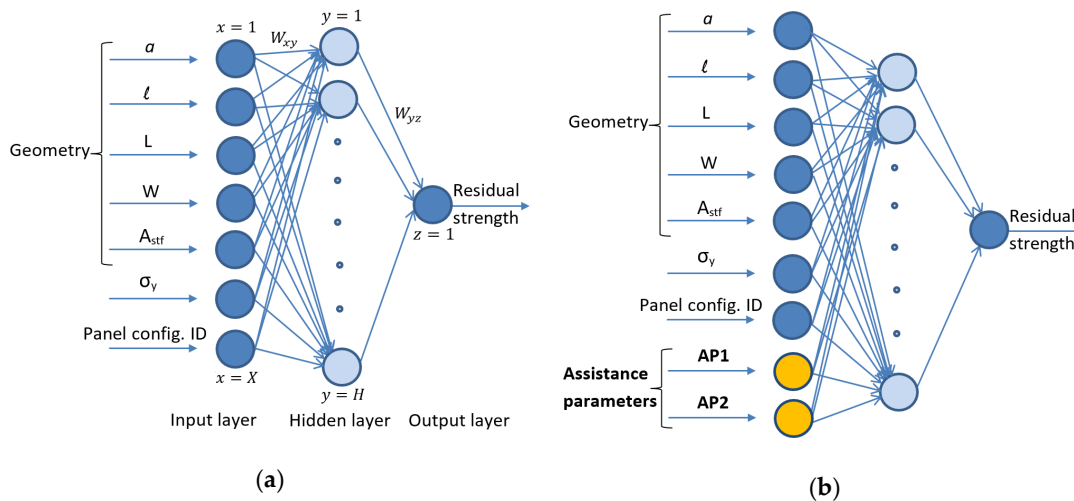 x = 1
y = 1
W_xy
a
ℓ
Geometry
L
W
A_stf
σ_y
Panel config. ID
x = X
y = H
W_yz
Residual
strength
z = 1
Input layer
Hidden layer
Output layer
(a)
a
ℓ
Geometry
L
W
A_stf
σ_y
Panel config. ID
Assistance
parameters
AP1
AP2
Residual
strength
(b)